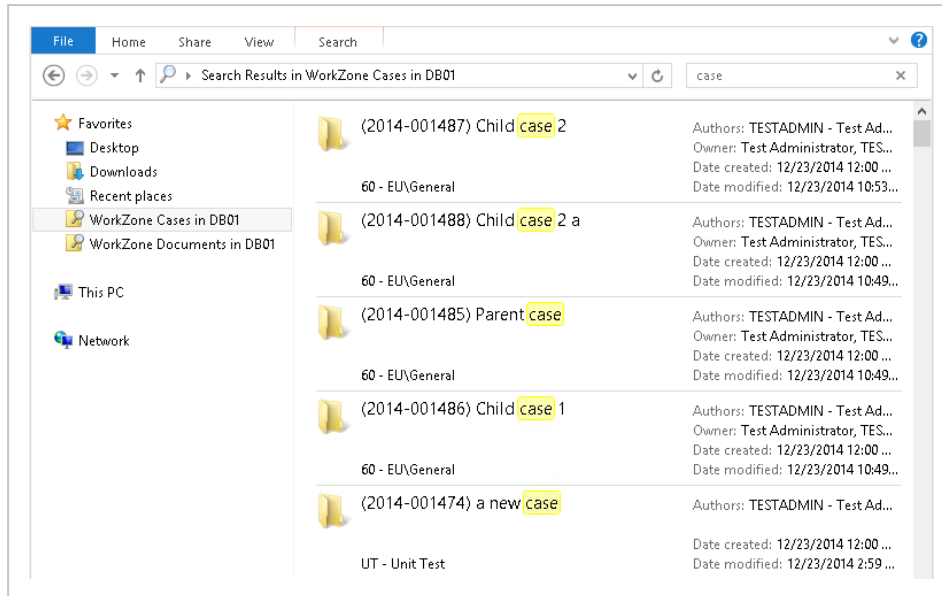 File Home Share View Search
Search Results in WorkZone Cases in DB01 case
Favorites
Desktop
Downloads
Recent places
WorkZone Cases in DB01
WorkZone Documents in DB01
This PC
Network
(2014-001487) Child case 2
60 - EU\General
Authors: TESTADMIN - Test Ad...
Owner: Test Administrator, TES...
Date created: 12/23/2014 12:00 ...
Date modified: 12/23/2014 10:53...
(2014-001488) Child case 2 a
60 - EU\General
Authors: TESTADMIN - Test Ad...
Owner: Test Administrator, TES...
Date created: 12/23/2014 12:00 ...
Date modified: 12/23/2014 10:49...
(2014-001485) Parent case
60 - EU\General
Authors: TESTADMIN - Test Ad...
Owner: Test Administrator, TES...
Date created: 12/23/2014 12:00 ...
Date modified: 12/23/2014 10:49...
(2014-001486) Child case 1
60 - EU\General
Authors: TESTADMIN - Test Ad...
Owner: Test Administrator, TES...
Date created: 12/23/2014 12:00 ...
Date modified: 12/23/2014 10:49...
(2014-001474) a new case
UT - Unit Test
Authors: TESTADMIN - Test Ad...
Date created: 12/23/2014 12:00 ...
Date modified: 12/23/2014 2:59 ...